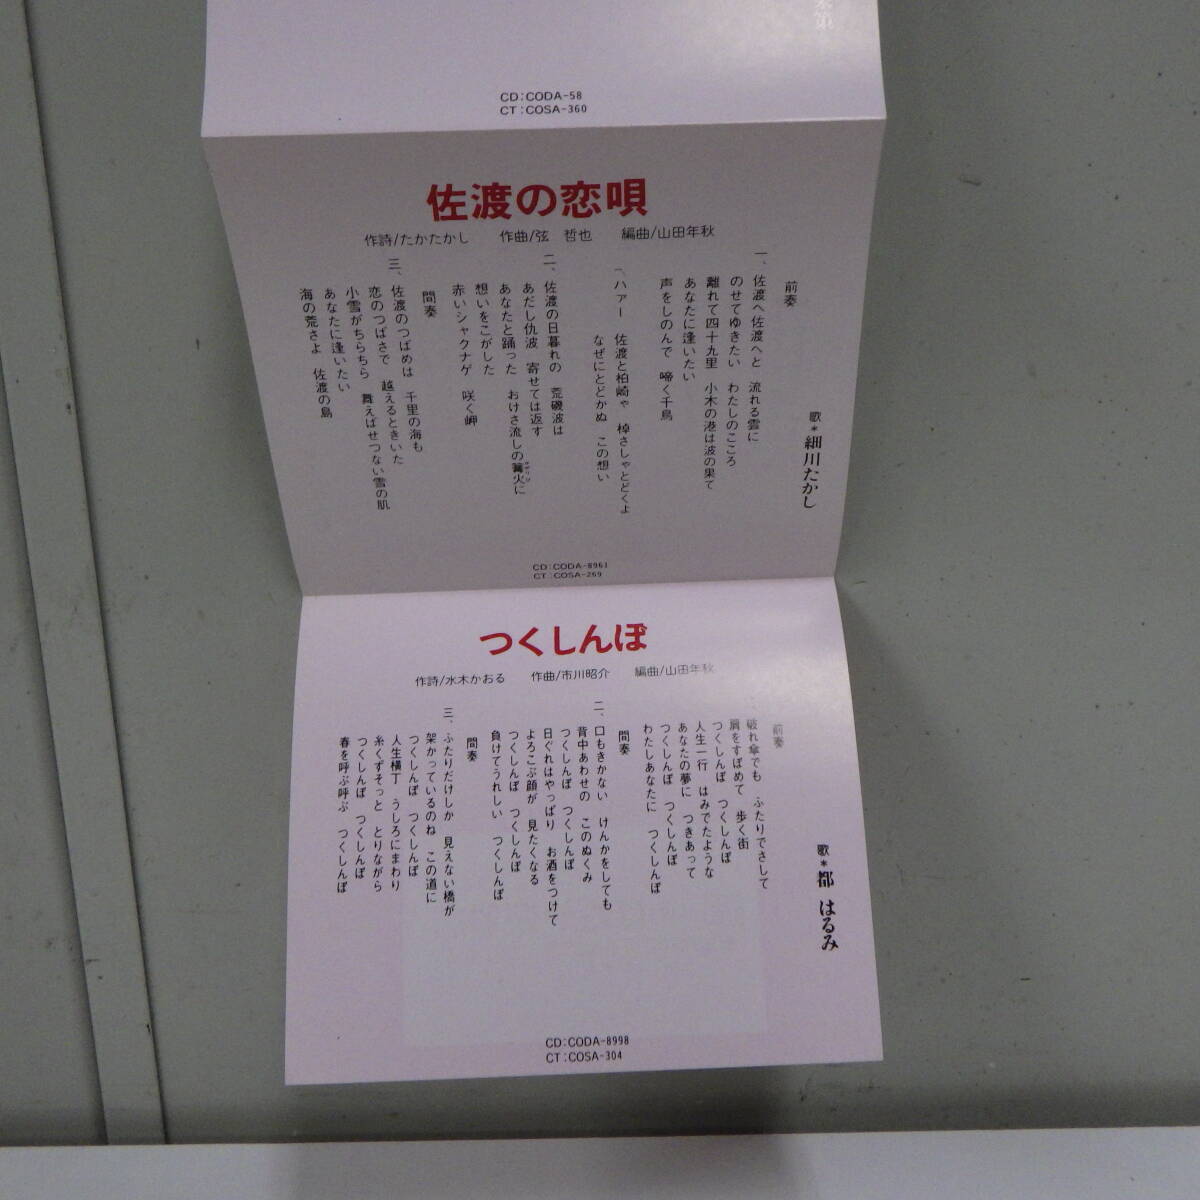 CD:CODA-58
CT:COSA-360
佐渡の恋唄
作詩/たかたかし　作曲/弦　哲也　編曲/山田年秋
歌＊細川たかし
前奏
一、佐渡へ佐渡へと　流れる雲に
のせてゆきたい　わたしのこころ
離れて四十九里　小木の港は波の果て
あなたに逢いたい
声をしのんで　啼く千鳥
ハァー　佐渡と柏崎ゃ　棹さしゃとどくよ
なぜにとどかぬ　この想い
二、佐渡の日暮れの　荒磯波は
あだし仇波　寄せては返す
あなたと踊った　おけさ流しの篝火に
想いをこがした
赤いシャクナゲ　咲く岬
間奏
三、佐渡のつばめは　千里の海も
恋のつばさで　越えるときいた
小雪がちらちら　舞えばせつない雪の肌
あなたに逢いたい
海の荒さよ　佐渡の島
CD:CODA-8961
CT:COSA-269
つくしんぼ
作詩/水木かおる　作曲/市川昭介　編曲/山田年秋
歌＊都　はるみ
前奏
破れ傘でも　ふたりでさして
肩をすぼめて　歩く街
つくしんぼ　つくしんぼ
人生一行　はみでたような
あなたの夢に　つきあって
つくしんぼ　つくしんぼ
わたしあなたに　つくしんぼ
間奏
二、口もきかない　けんかをしても
背中あわせの　このぬくみ
つくしんぼ　つくしんぼ
日ぐれはやっぱり　お酒をつけて
よろこぶ顔が　見たくなる
つくしんぼ　つくしんぼ
負けてうれしい　つくしんぼ
間奏
三、ふたりだけしか　見えない橋が
架かっているのね　この道に
つくしんぼ　つくしんぼ
人生横丁　うしろにまわり
糸くずそっと　とりながら
つくしんぼ　つくしんぼ
春を呼ぶ呼ぶ　つくしんぼ
CD:CODA-8998
CT:COSA-304